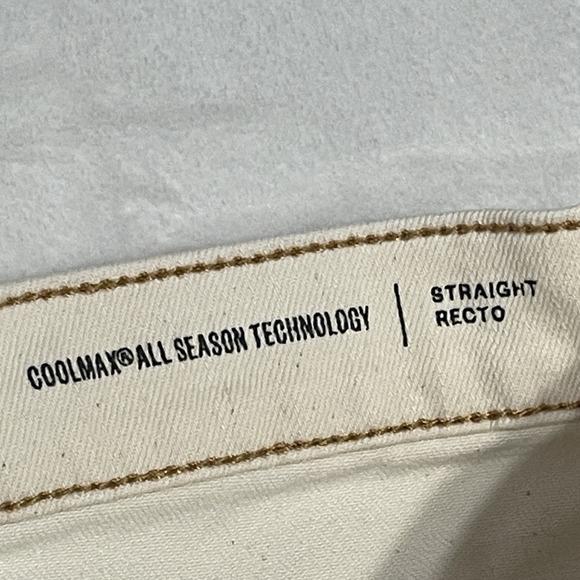 COOLMAX® ALL SEASON TECHNOLOGY
STRAIGHT
RECTO